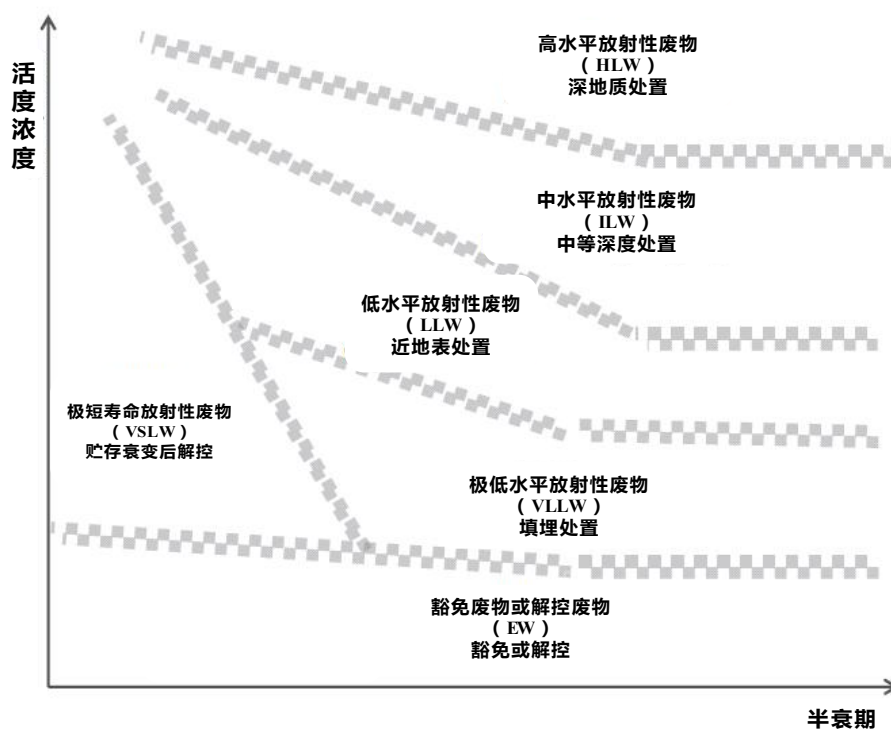 高水平放射性废物
（HLW）
深地质处置
活
度
浓
度
中水平放射性废物
（ILW）
中等深度处置
低水平放射性废物
（LLW）
近地表处置
极短寿命放射性废物
（VSLW）
贮存衰变后解控
极低水平放射性废物
（VLLW）
填埋处置
豁免废物或解控废物
（EW）
豁免或解控
半衰期